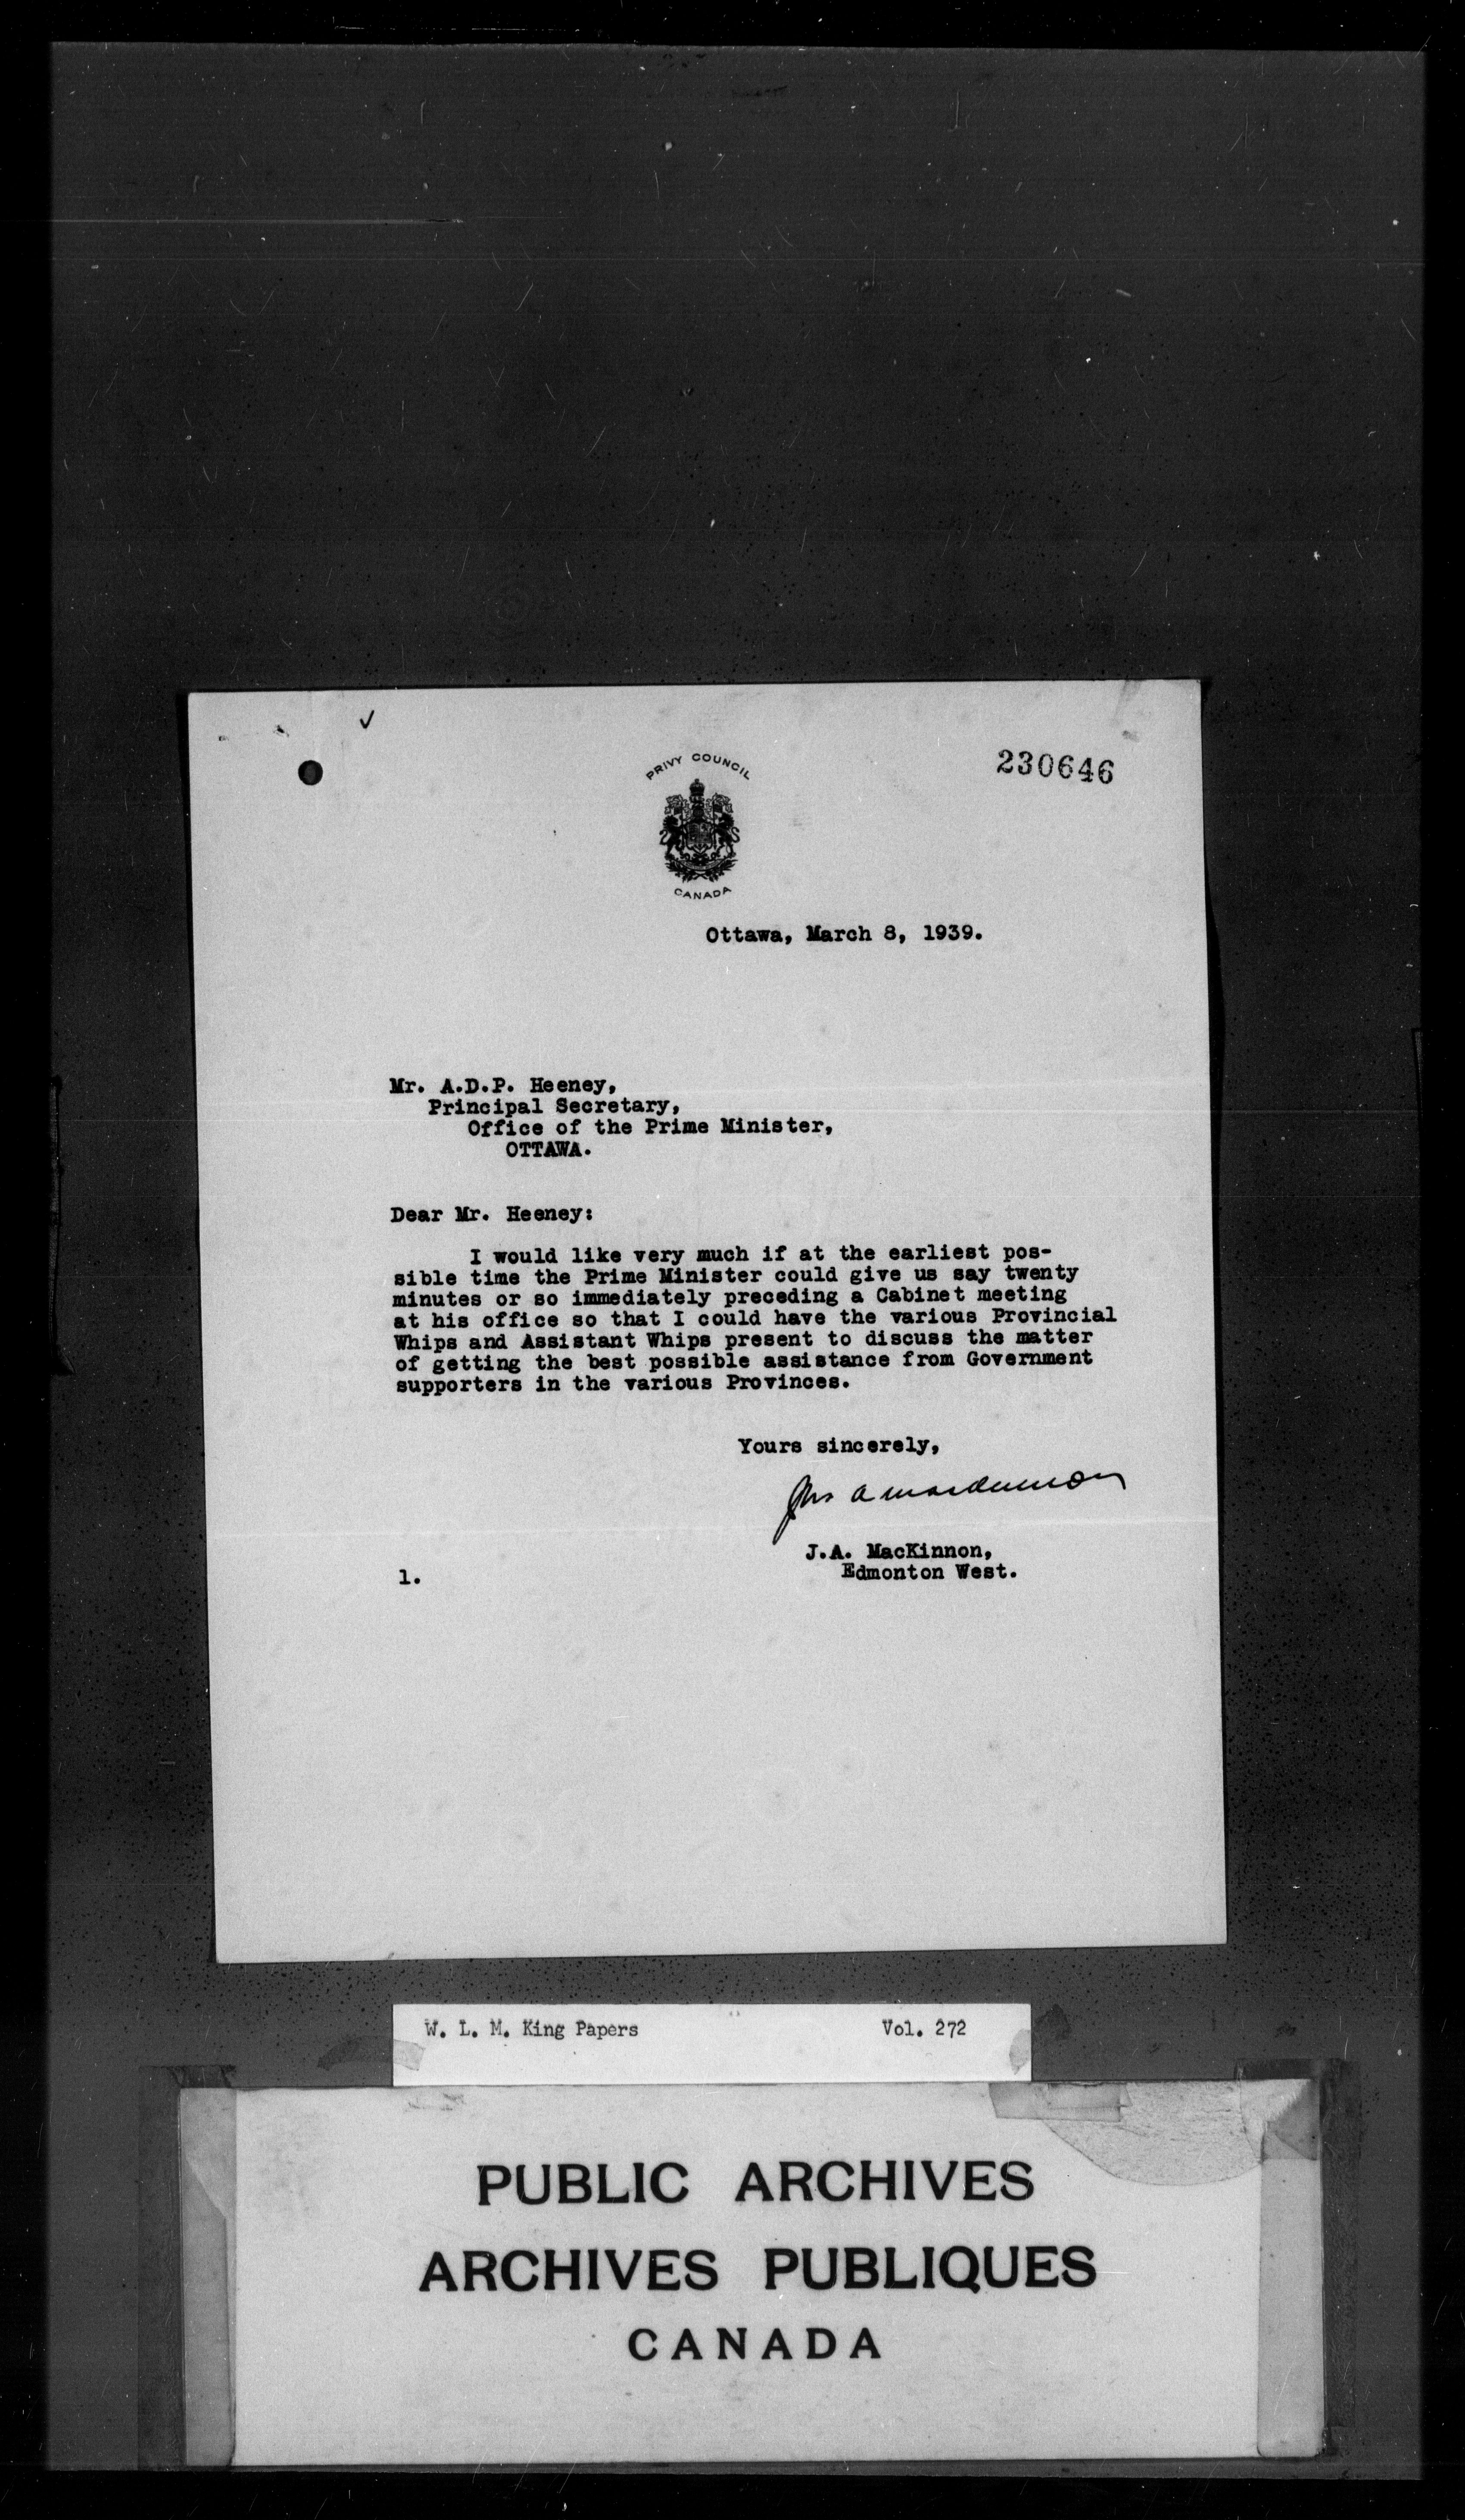 PRIVY COUNCIL
230646
CANADA
Ottawa, March 8, 1939.
Mr. A.D.P. Heeney,
Principal Secretary,
Office of the Prime Minister,
OTTAWA.
Dear Mr. Heeney:
I would like very much if at the earliest pos-
sible time the Prime Minister could give us say twenty
minutes or so immediately preceding a Cabinet meeting
at his office so that I could have the various Provincial
Whips and Assistant Whips present to discuss the matter
of getting the best possible assistance from Government
supporters in the various Provinces.
Yours sincerely,
Jas A MacKinnon
J.A. MacKinnon,
Edmonton West.
1.
W. L. M. King Papers Vol. 272
PUBLIC ARCHIVES
ARCHIVES PUBLIQUES
CANADA